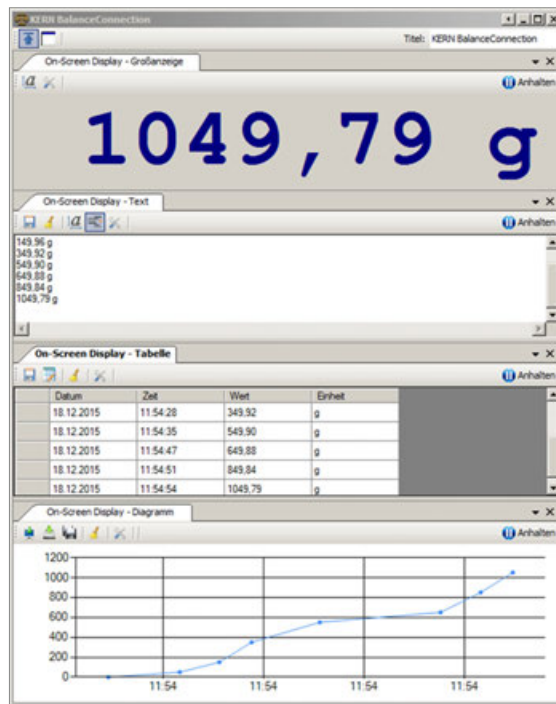 KERN BalanceConnection
Titel: KERN BalanceConnection
On-Screen Display - Großanzeige
a Anhalten
1049,79 g
On-Screen Display - Text
a Anhalten
149,96 g
349,92 g
549,90 g
649,88 g
849,84 g
1049,79 g
On-Screen Display - Tabelle
Anhalten
Datum Zeit Wert Einheit
18.12.2015 11:54:28 349,92 g
18.12.2015 11:54:35 549,90 g
18.12.2015 11:54:47 649,88 g
18.12.2015 11:54:51 849,84 g
18.12.2015 11:54:54 1049,79 g
On-Screen Display - Diagramm
Anhalten
1200
1000
800
600
400
200
0
11:54 11:54 11:54 11:54